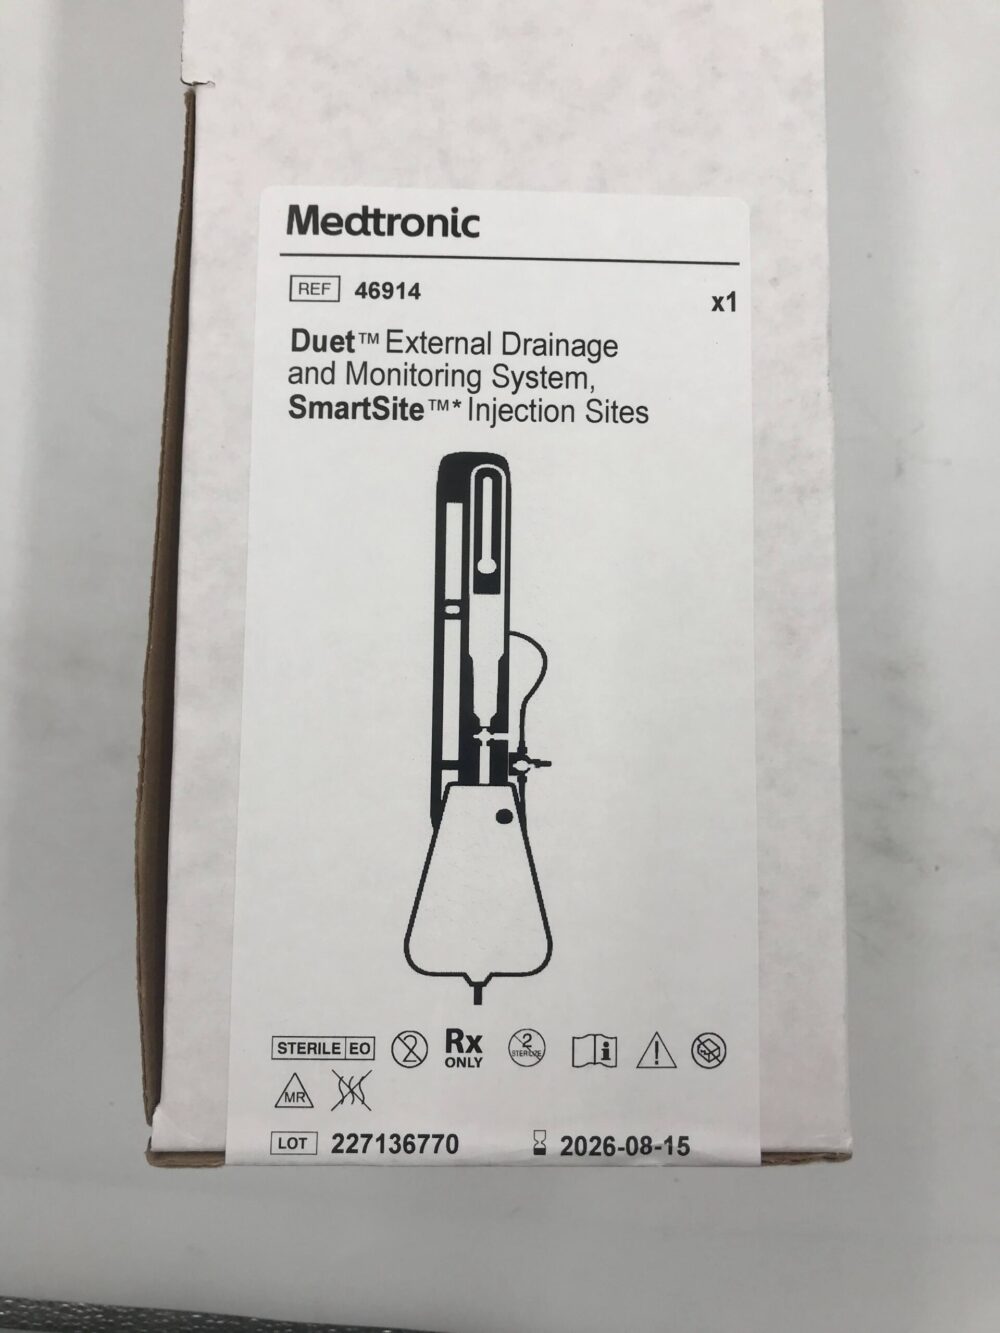 Medtronic
REF 46914
x1
Duet™ External Drainage
and Monitoring System,
SmartSite™* Injection Sites
STERILE EO 2 Rx ONLY 2 STERILIZE i !
MR
LOT 227136770 2026-08-15